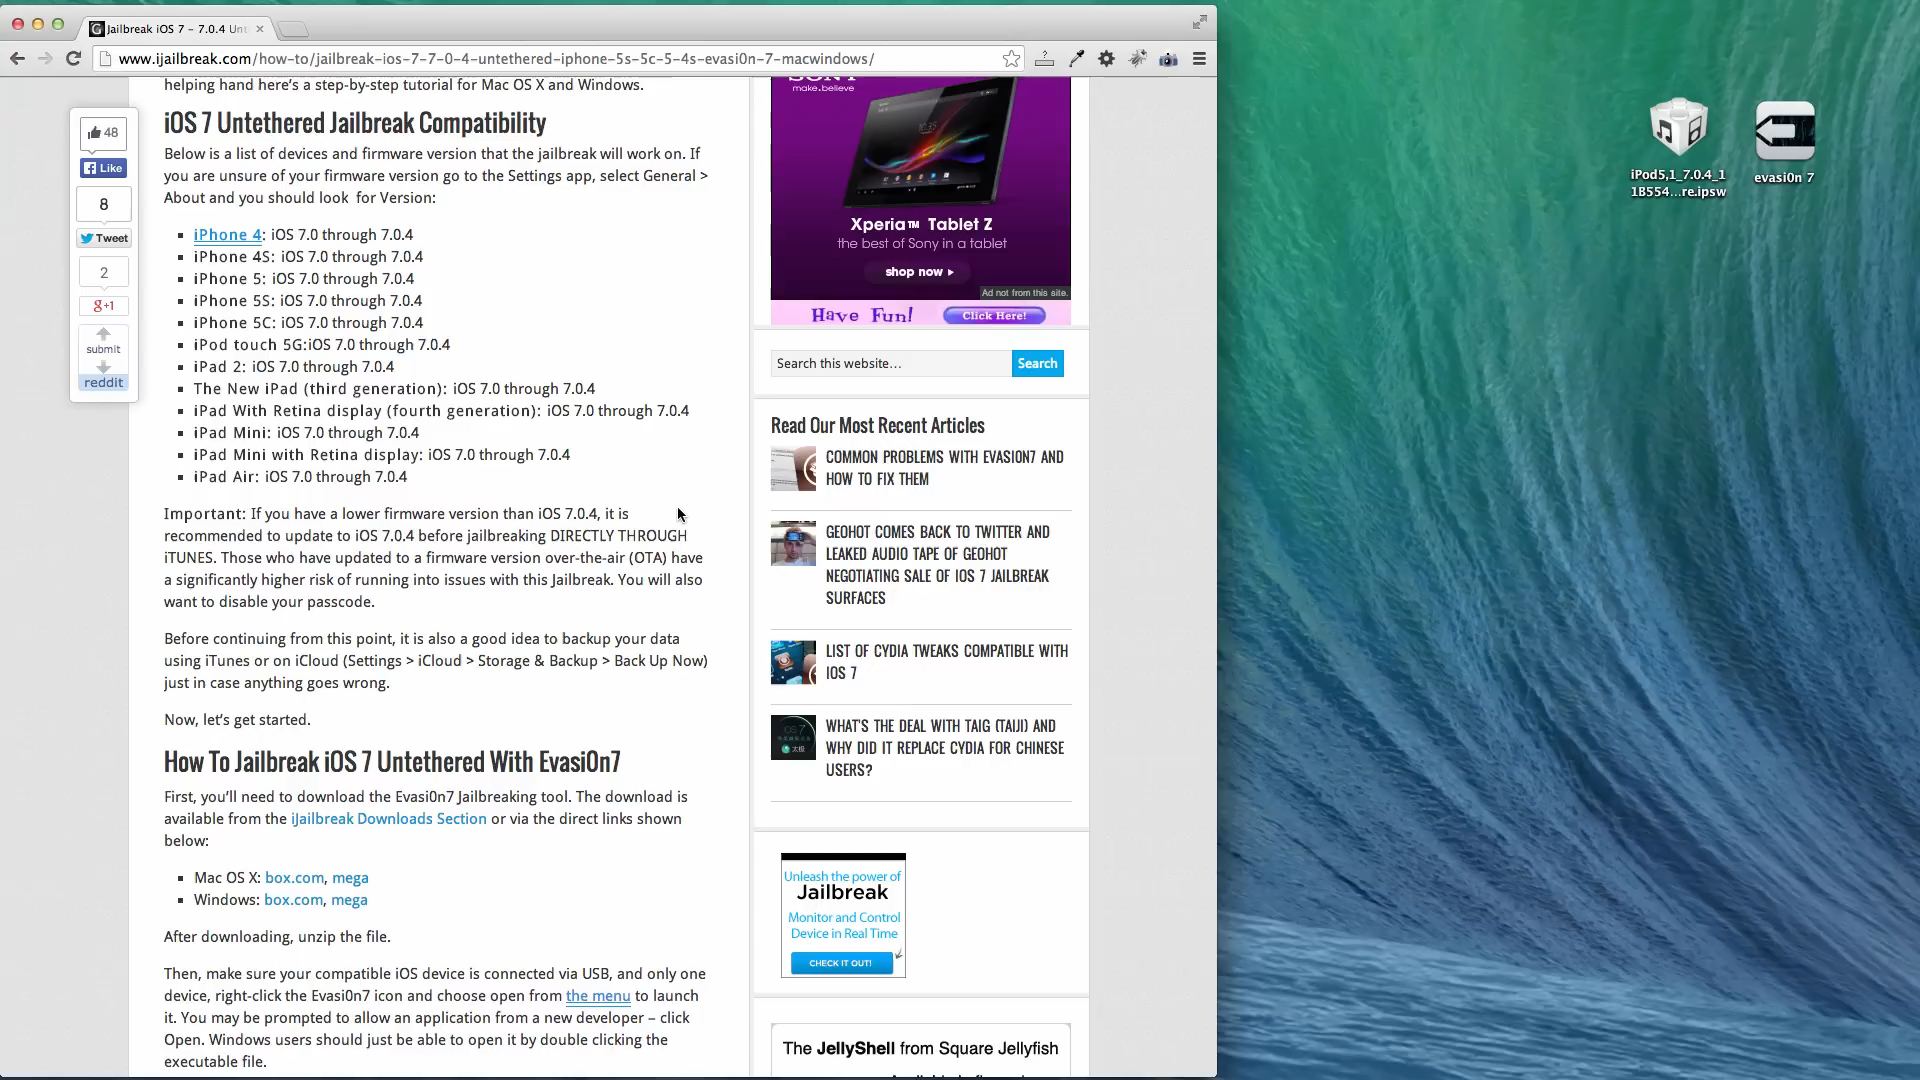 Jailbreak iOS 7 – 7.0.4 Unt
www.ijailbreak.com/how-to/jailbreak-ios-7-7-0-4-untethered-iphone-5s-5c-5-4s-evasi0n-7-macwindows/
helping hand here's a step-by-step tutorial for Mac OS X and Windows.
iOS 7 Untethered Jailbreak Compatibility
Below is a list of devices and firmware version that the jailbreak will work on. If
you are unsure of your firmware version go to the Settings app, select General >
About and you should look for Version:
iPhone 4: iOS 7.0 through 7.0.4
iPhone 4S: iOS 7.0 through 7.0.4
iPhone 5: iOS 7.0 through 7.0.4
iPhone 5S: iOS 7.0 through 7.0.4
iPhone 5C: iOS 7.0 through 7.0.4
iPod touch 5G:iOS 7.0 through 7.0.4
iPad 2: iOS 7.0 through 7.0.4
The New iPad (third generation): iOS 7.0 through 7.0.4
iPad With Retina display (fourth generation): iOS 7.0 through 7.0.4
iPad Mini: iOS 7.0 through 7.0.4
iPad Mini with Retina display: iOS 7.0 through 7.0.4
iPad Air: iOS 7.0 through 7.0.4
Important: If you have a lower firmware version than iOS 7.0.4, it is
recommended to update to iOS 7.0.4 before jailbreaking DIRECTLY THROUGH
iTUNES. Those who have updated to a firmware version over-the-air (OTA) have
a significantly higher risk of running into issues with this Jailbreak. You will also
want to disable your passcode.
Before continuing from this point, it is also a good idea to backup your data
using iTunes or on iCloud (Settings > iCloud > Storage & Backup > Back Up Now)
just in case anything goes wrong.
Now, let's get started.
How To Jailbreak iOS 7 Untethered With Evasi0n7
First, you'll need to download the Evasi0n7 Jailbreaking tool. The download is
available from the iJailbreak Downloads Section or via the direct links shown
below:
Mac OS X: box.com, mega
Windows: box.com, mega
After downloading, unzip the file.
Then, make sure your compatible iOS device is connected via USB, and only one
device, right-click the Evasi0n7 icon and choose open from the menu to launch
it. You may be prompted to allow an application from a new developer – click
Open. Windows users should just be able to open it by double clicking the
executable file.
48
Like
8
Tweet
2
g+1
submit
reddit
SONY
make.believe
Xperia™ Tablet Z
the best of Sony in a tablet
shop now
Ad not from this site.
Have Fun!
Click Here!
Search this website…
Search
Read Our Most Recent Articles
COMMON PROBLEMS WITH EVASI0N7 AND
HOW TO FIX THEM
GEOHOT COMES BACK TO TWITTER AND
LEAKED AUDIO TAPE OF GEOHOT
NEGOTIATING SALE OF IOS 7 JAILBREAK
SURFACES
LIST OF CYDIA TWEAKS COMPATIBLE WITH
IOS 7
WHAT'S THE DEAL WITH TAIG (TAIJI) AND
WHY DID IT REPLACE CYDIA FOR CHINESE
USERS?
Unleash the power of
Jailbreak
Monitor and Control
Device in Real Time
CHECK IT OUT!
The JellyShell from Square Jellyfish
iPod5,1_7.0.4_1
1B554...re.ipsw
evasi0n 7